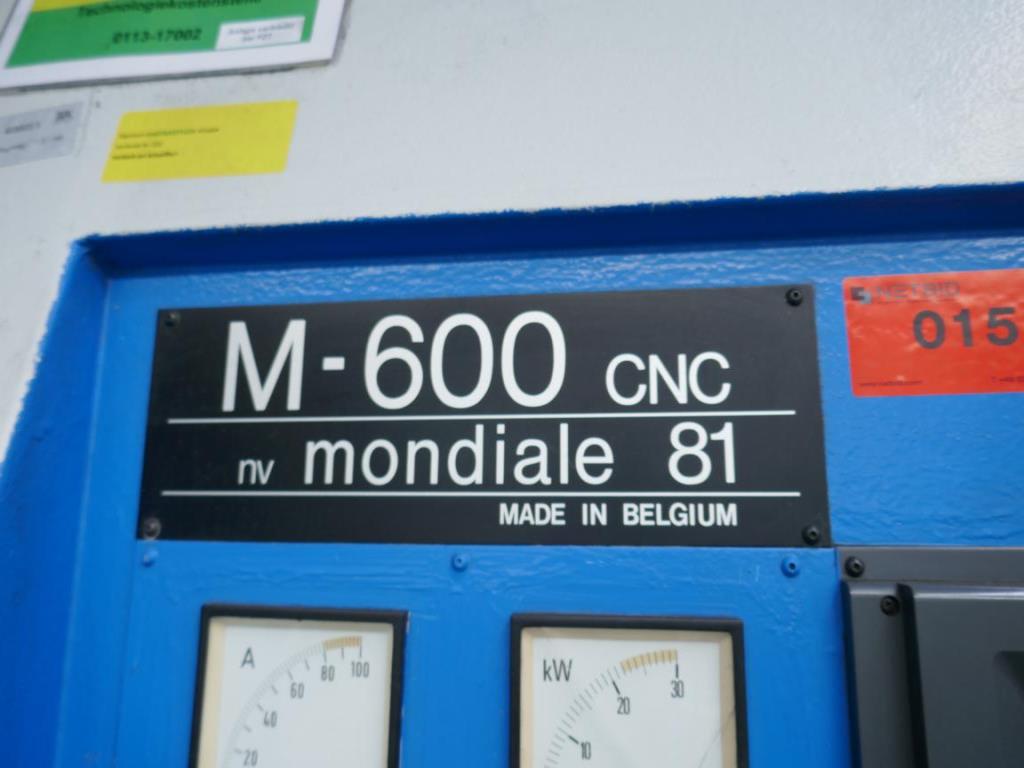 Technologiekostenstelle
0113-17002
NETBID
015
M-600 CNC
nv mondiale 81
MADE IN BELGIUM
A
20
40
60
80
100
kW
10
20
30